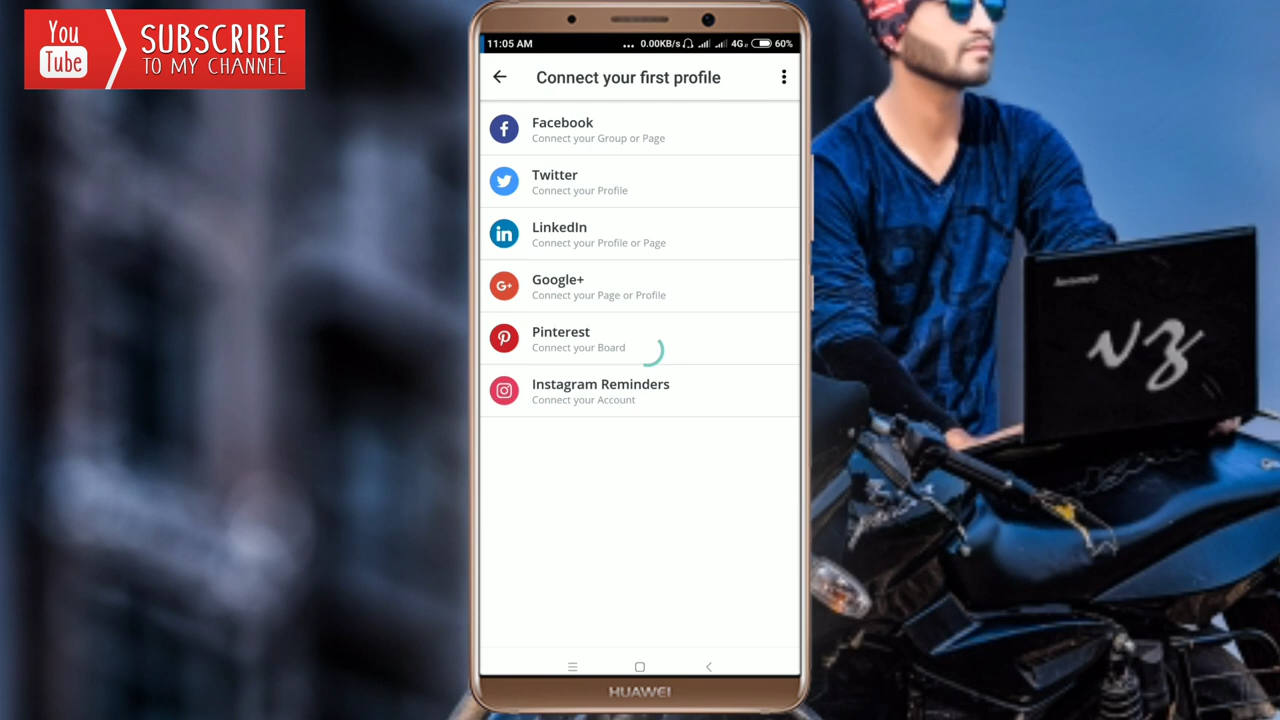 You
Tube
SUBSCRIBE
TO MY CHANNEL
11:05 AM
... 0.00KB/s 4G 60%
Connect your first profile
Facebook
Connect your Group or Page
Twitter
Connect your Profile
LinkedIn
Connect your Profile or Page
Google+
Connect your Page or Profile
Pinterest
Connect your Board
Instagram Reminders
Connect your Account
HUAWEI
lenovo
vz